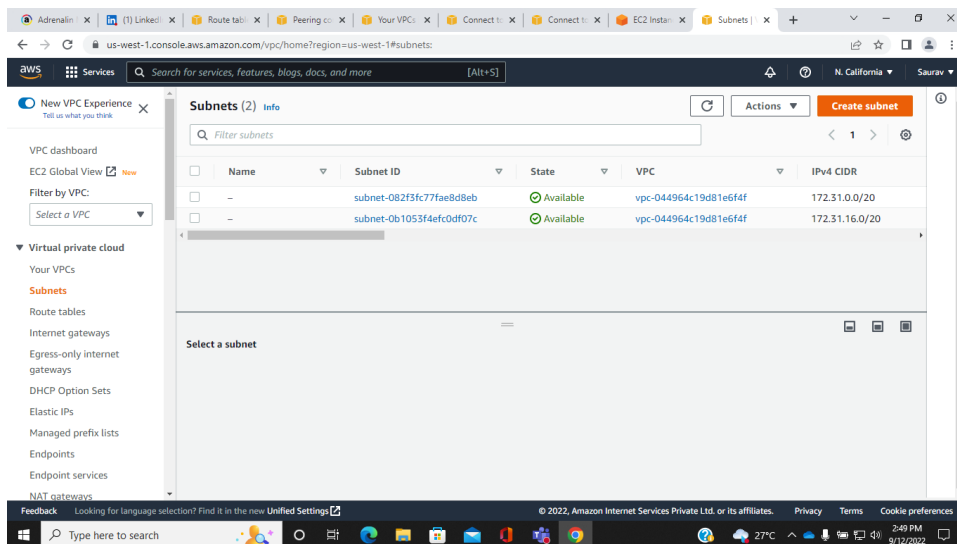 Adrenalin
(1) LinkedI
Route tabl
Peering co
Your VPCs
Connect to
Connect to
EC2 Instan
Subnets |
us-west-1.console.aws.amazon.com/vpc/home?region=us-west-1#subnets:
aws
Services
Search for services, features, blogs, docs, and more
[Alt+S]
N. California
Saurav
New VPC Experience
Tell us what you think
VPC dashboard
EC2 Global View New
Filter by VPC:
Select a VPC
Virtual private cloud
Your VPCs
Subnets
Route tables
Internet gateways
Egress-only internet
gateways
DHCP Option Sets
Elastic IPs
Managed prefix lists
Endpoints
Endpoint services
NAT gateways
Subnets (2) Info
Actions
Create subnet
Filter subnets
1
Name Subnet ID State VPC IPv4 CIDR
– subnet-082f3fc77fae8d8eb Available vpc-044964c19d81e6f4f 172.31.0.0/20
– subnet-0b1053f4efc0df07c Available vpc-044964c19d81e6f4f 172.31.16.0/20
Select a subnet
Feedback Looking for language selection? Find it in the new Unified Settings © 2022, Amazon Internet Services Private Ltd. or its affiliates. Privacy Terms Cookie preferences
Type here to search
27°C
2:49 PM
9/12/2022